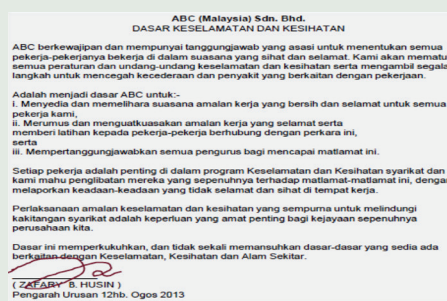 ABC (Malaysia) Sdn. Bhd.
DASAR KESELAMATAN DAN KESIHATAN
ABC berkewajipan dan mempunyai tanggungjawab yang asasi untuk menentukan semua
pekerja-pekerjanya bekerja di dalam suasana yang sihat dan selamat. Kami akan mematu
semua peraturan dan undang-undang keselamatan dan kesihatan serta mengambil segala
langkah untuk mencegah kecederaan dan penyakit yang berkaitan dengan pekerjaan.
Adalah menjadi dasar ABC untuk:-
i. Menyedia dan memelihara suasana amalan kerja yang bersih dan selamat untuk semua
pekerja kami,
ii. Merumus dan menguatkuasakan amalan kerja yang selamat serta
memberi latihan kepada pekerja-pekerja berhubung dengan perkara ini,
serta
iii. Mempertanggungjawabkan semua pengurus bagi mencapai matlamat ini.
Setiap pekerja adalah penting di dalam program Keselamatan dan Kesihatan syarikat dan
kami mahu penglibatan mereka yang sepenuhnya terhadap matlamat-matlamat ini, dengan
melaporkan keadaan-keadaan yang tidak selamat dan sihat di tempat kerja.
Perlaksanaan amalan keselamatan dan kesihatan yang sempurna untuk melindungi
kakitangan syarikat adalah keperluan yang amat penting bagi kejayaan sepenuhnya
perusahaan kita.
Dasar ini memperkukuhkan, dan tidak sekali memansuhkan dasar-dasar yang sedia ada
berkaitan dengan Keselamatan, Kesihatan dan Alam Sekitar.
( ZAFARY B. HUSIN )
Pengarah Urusan 12hb. Ogos 2013